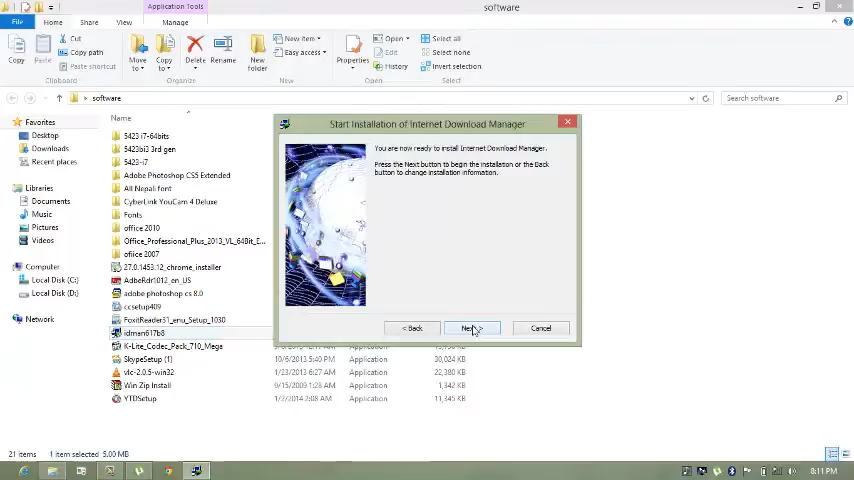 Application Tools
software
File
Home
Share
View
Manage
Copy
Paste
Cut
Copy path
Paste shortcut
Clipboard
Move to
Copy to
Delete
Rename
Organize
New folder
New item
Easy access
New
Properties
Open
Edit
History
Open
Select all
Select none
Invert selection
Select
software
Search software
Favorites
Desktop
Downloads
Recent places
Libraries
Documents
Music
Pictures
Videos
Computer
Local Disk (C:)
Local Disk (D:)
Network
Name
5423 i7-64bits
5423bi3 3rd gen
5423-i7
Adobe Photoshop CS5 Extended
All Nepali font
CyberLink YouCam 4 Deluxe
Fonts
office 2010
Office_Professional_Plus_2013_VL_64Bit_E...
office 2007
27.0.1453.12_chrome_installer
AdbeRdr1012_en_US
adobe photoshop cs 8.0
ccsetup409
FoxitReader51_enu_Setup_1030
idman617b8
K-Lite_Codec_Pack_710_Mega
SkypeSetup (1) 10/6/2013 5:40 PM Application 30,024 KB
vlc-2.0.5-win32 1/23/2013 6:27 AM Application 22,380 KB
Win Zip Install 9/15/2009 1:28 AM Application 1,342 KB
YTDSetup 1/2/2014 2:08 AM Application 11,345 KB
Start Installation of Internet Download Manager
You are now ready to install Internet Download Manager.
Press the Next button to begin the installation or the Back
button to change installation information.
< Back
Next >
Cancel
21 items 1 item selected 5.00 MB
8:11 PM